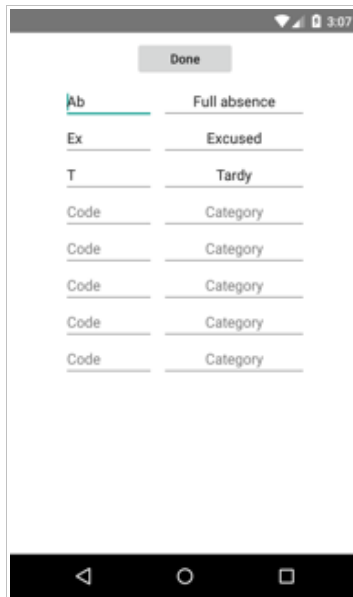 3:07
Done
Ab Full absence
Ex Excused
T Tardy
Code Category
Code Category
Code Category
Code Category
Code Category